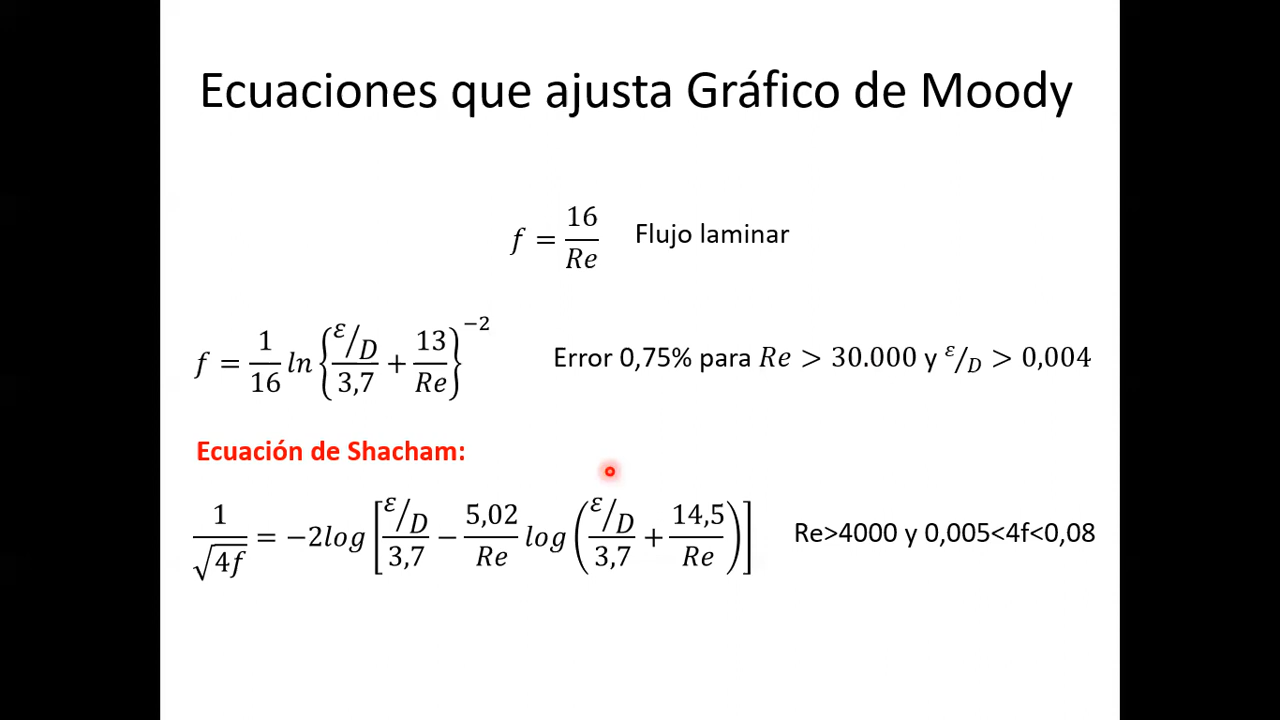 Ecuaciones que ajusta Gráfico de Moody
f = 16/Re Flujo laminar
f = 1/16 ln {ε/D/3,7 + 13/Re}^−2 Error 0,75% para Re > 30.000 y ε/D > 0,004
Ecuación de Shacham:
1/√4f = −2log [ε/D/3,7 − 5,02/Re log (ε/D/3,7 + 14,5/Re)] Re>4000 y 0,005<4f<0,08